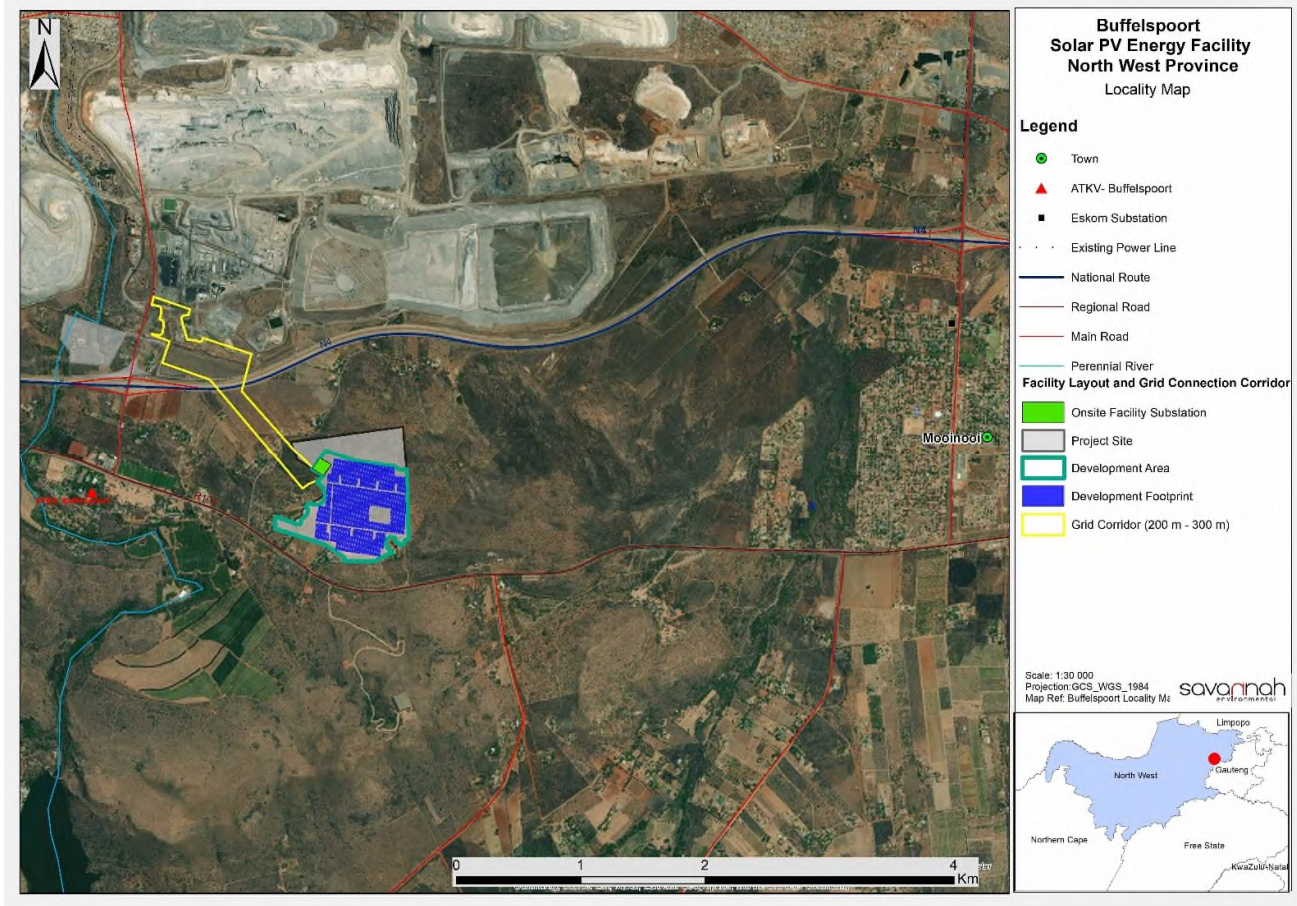 N
N4
N4
Mooinooi
0
1
2
4
Km
Buffelspoort
Solar PV Energy Facility
North West Province
Locality Map
Legend
Town
ATKV- Buffelspoort
Eskom Substation
Existing Power Line
National Route
Regional Road
Main Road
Perennial River
Facility Layout and Grid Connection Corridor
Onsite Facility Substation
Project Site
Development Area
Development Footprint
Grid Corridor (200 m - 300 m)
Scale: 1:30 000
Projection:GCS_WGS_1984
Map Ref: Buffelspoort Locality Ma
savannah
environmental
Limpopo
North West
Gauteng
Northern Cape
Free State
KwaZulu-Natal